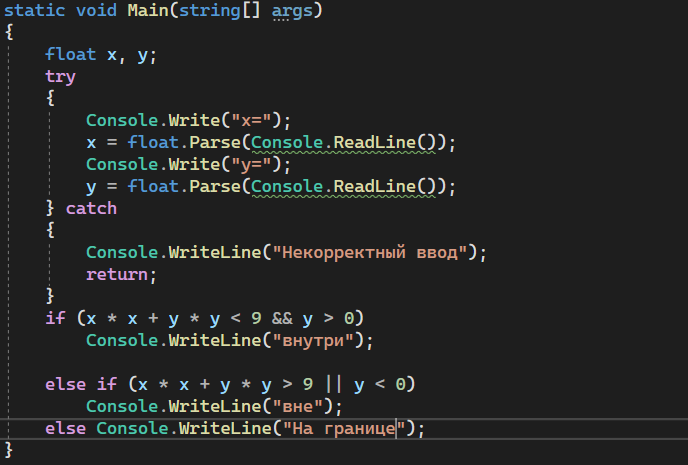 static void Main(string[] args)
{
float x, y;
try
{
Console.Write("x=");
x = float.Parse(Console.ReadLine());
Console.Write("y=");
y = float.Parse(Console.ReadLine());
} catch
{
Console.WriteLine("Некорректный ввод");
return;
}
if (x * x + y * y < 9 && y > 0)
Console.WriteLine("внутри");
else if (x * x + y * y > 9 || y < 0)
Console.WriteLine("вне");
else Console.WriteLine("На границе");
}